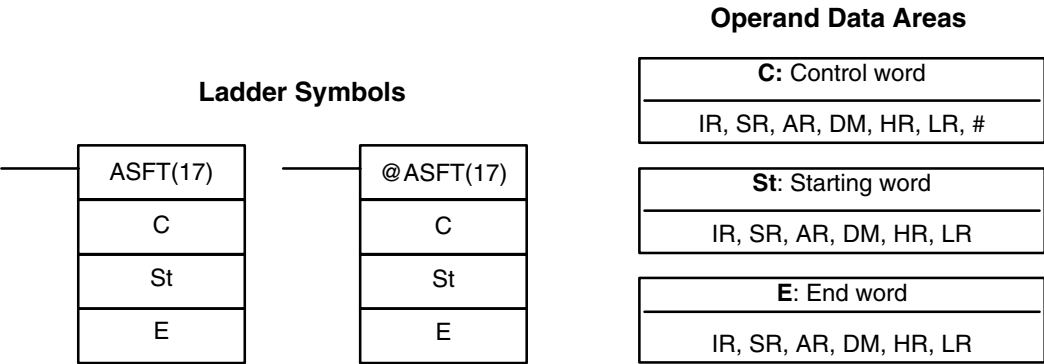 Ladder Symbols
ASFT(17)
C
St
E
@ASFT(17)
C
St
E
Operand Data Areas
C: Control word
IR, SR, AR, DM, HR, LR, #
St: Starting word
IR, SR, AR, DM, HR, LR
E: End word
IR, SR, AR, DM, HR, LR